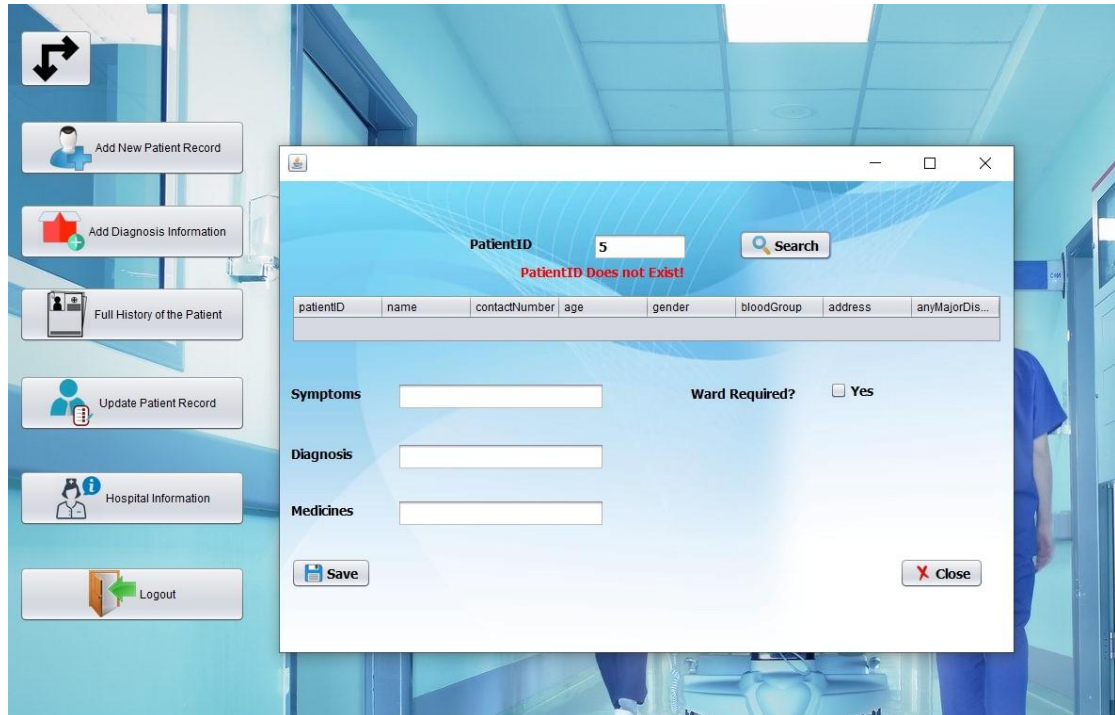 Add New Patient Record
Add Diagnosis Information
Full History of the Patient
Update Patient Record
Hospital Information
Logout
PatientID 5 Search
PatientID Does not Exist!
patientID name contactNumber age gender bloodGroup address anyMajorDis...
Symptoms Ward Required? Yes
Diagnosis
Medicines
Save Close